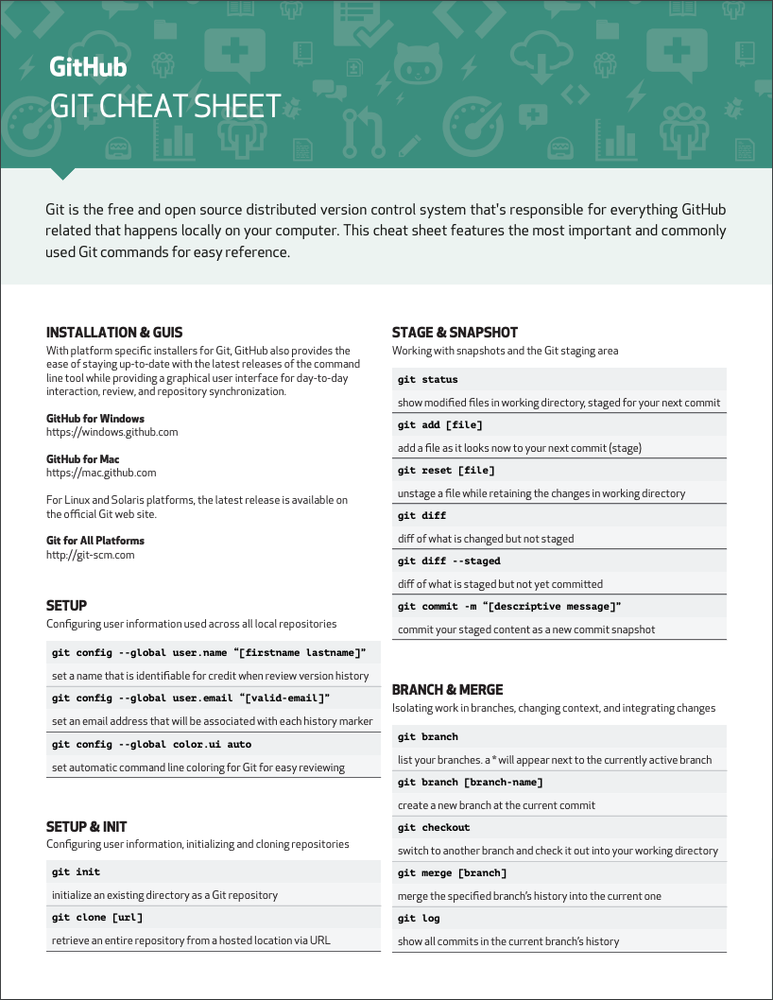 GitHub
GIT CHEAT SHEET
Git is the free and open source distributed version control system that's responsible for everything GitHub
related that happens locally on your computer. This cheat sheet features the most important and commonly
used Git commands for easy reference.
INSTALLATION & GUIS
With platform specific installers for Git, GitHub also provides the
ease of staying up-to-date with the latest releases of the command
line tool while providing a graphical user interface for day-to-day
interaction, review, and repository synchronization.
GitHub for Windows
https://windows.github.com
GitHub for Mac
https://mac.github.com
For Linux and Solaris platforms, the latest release is available on
the official Git web site.
Git for All Platforms
http://git-scm.com
SETUP
Configuring user information used across all local repositories
git config --global user.name “[firstname lastname]”
set a name that is identifiable for credit when review version history
git config --global user.email “[valid-email]”
set an email address that will be associated with each history marker
git config --global color.ui auto
set automatic command line coloring for Git for easy reviewing
SETUP & INIT
Configuring user information, initializing and cloning repositories
git init
initialize an existing directory as a Git repository
git clone [url]
retrieve an entire repository from a hosted location via URL
STAGE & SNAPSHOT
Working with snapshots and the Git staging area
git status
show modified files in working directory, staged for your next commit
git add [file]
add a file as it looks now to your next commit (stage)
git reset [file]
unstage a file while retaining the changes in working directory
git diff
diff of what is changed but not staged
git diff --staged
diff of what is staged but not yet committed
git commit -m “[descriptive message]”
commit your staged content as a new commit snapshot
BRANCH & MERGE
Isolating work in branches, changing context, and integrating changes
git branch
list your branches. a * will appear next to the currently active branch
git branch [branch-name]
create a new branch at the current commit
git checkout
switch to another branch and check it out into your working directory
git merge [branch]
merge the specified branch’s history into the current one
git log
show all commits in the current branch’s history